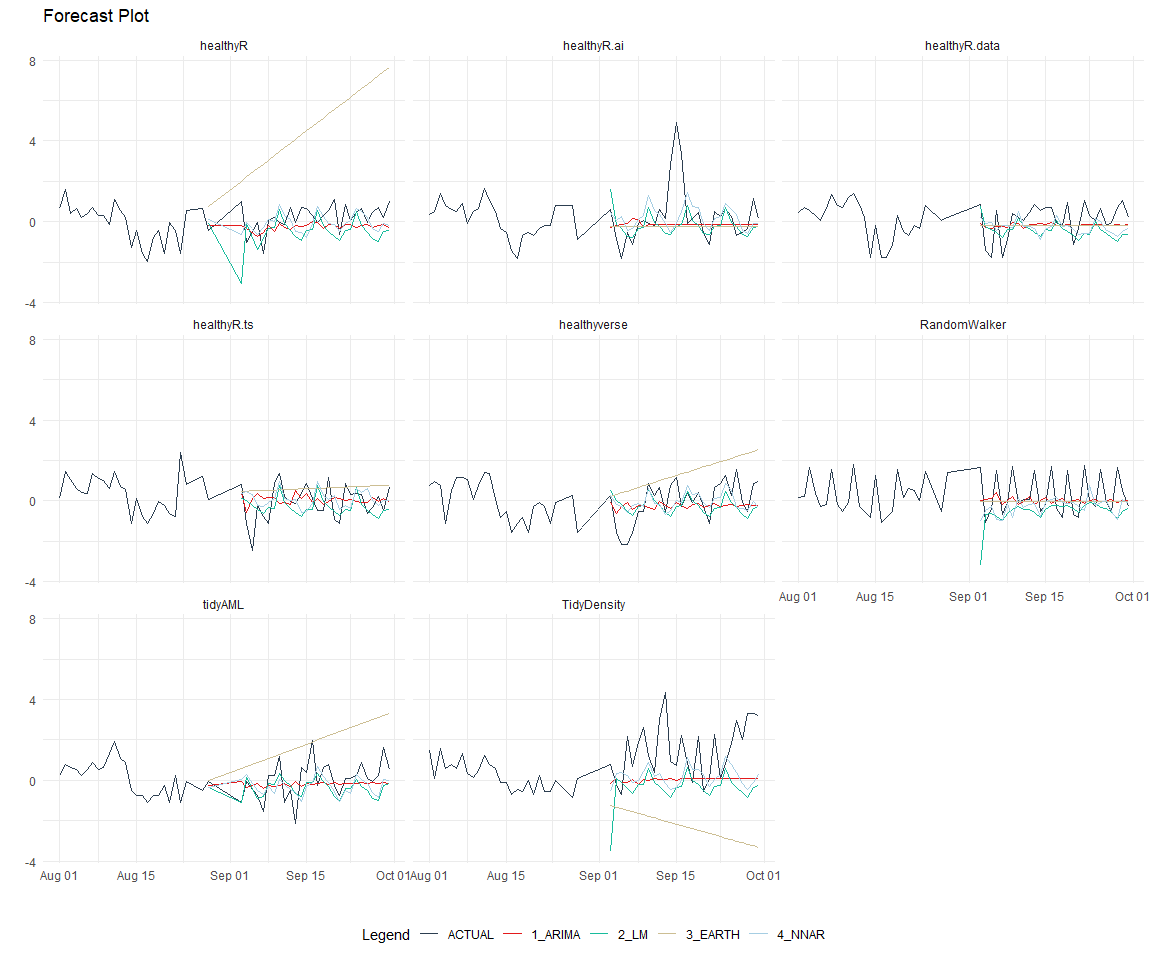 Forecast Plot
healthyR healthyR.ai healthyR.data
8
4
0
-4
healthyR.ts healthyverse RandomWalker
8
4
0
-4
Aug 01 Aug 15 Sep 01 Sep 15 Oct 01
tidyAML TidyDensity
8
4
0
-4
Aug 01 Aug 15 Sep 01 Sep 15 Oct 01 Aug 01 Aug 15 Sep 01 Sep 15 Oct 01
Legend ACTUAL 1_ARIMA 2_LM 3_EARTH 4_NNAR